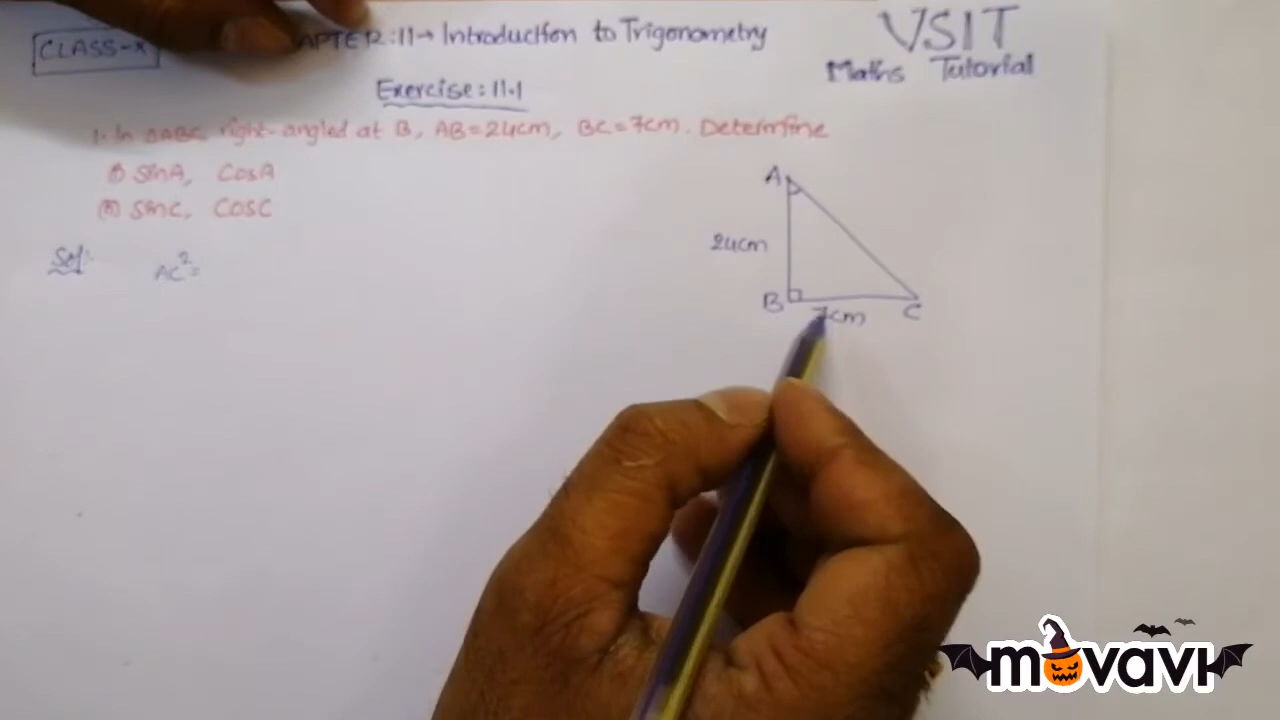 CLASS-X
APTER:11→ Introduction to Trigonometry
VSIT
Maths Tutorial
Exercise:11.1
1. In ΔABC right-angled at B, AB=24cm, BC=7cm. Determine
(i) sinA, CosA
(ii) sinc, COSC
Sol:
AC²=
A
24cm
B
7cm
C
movavi